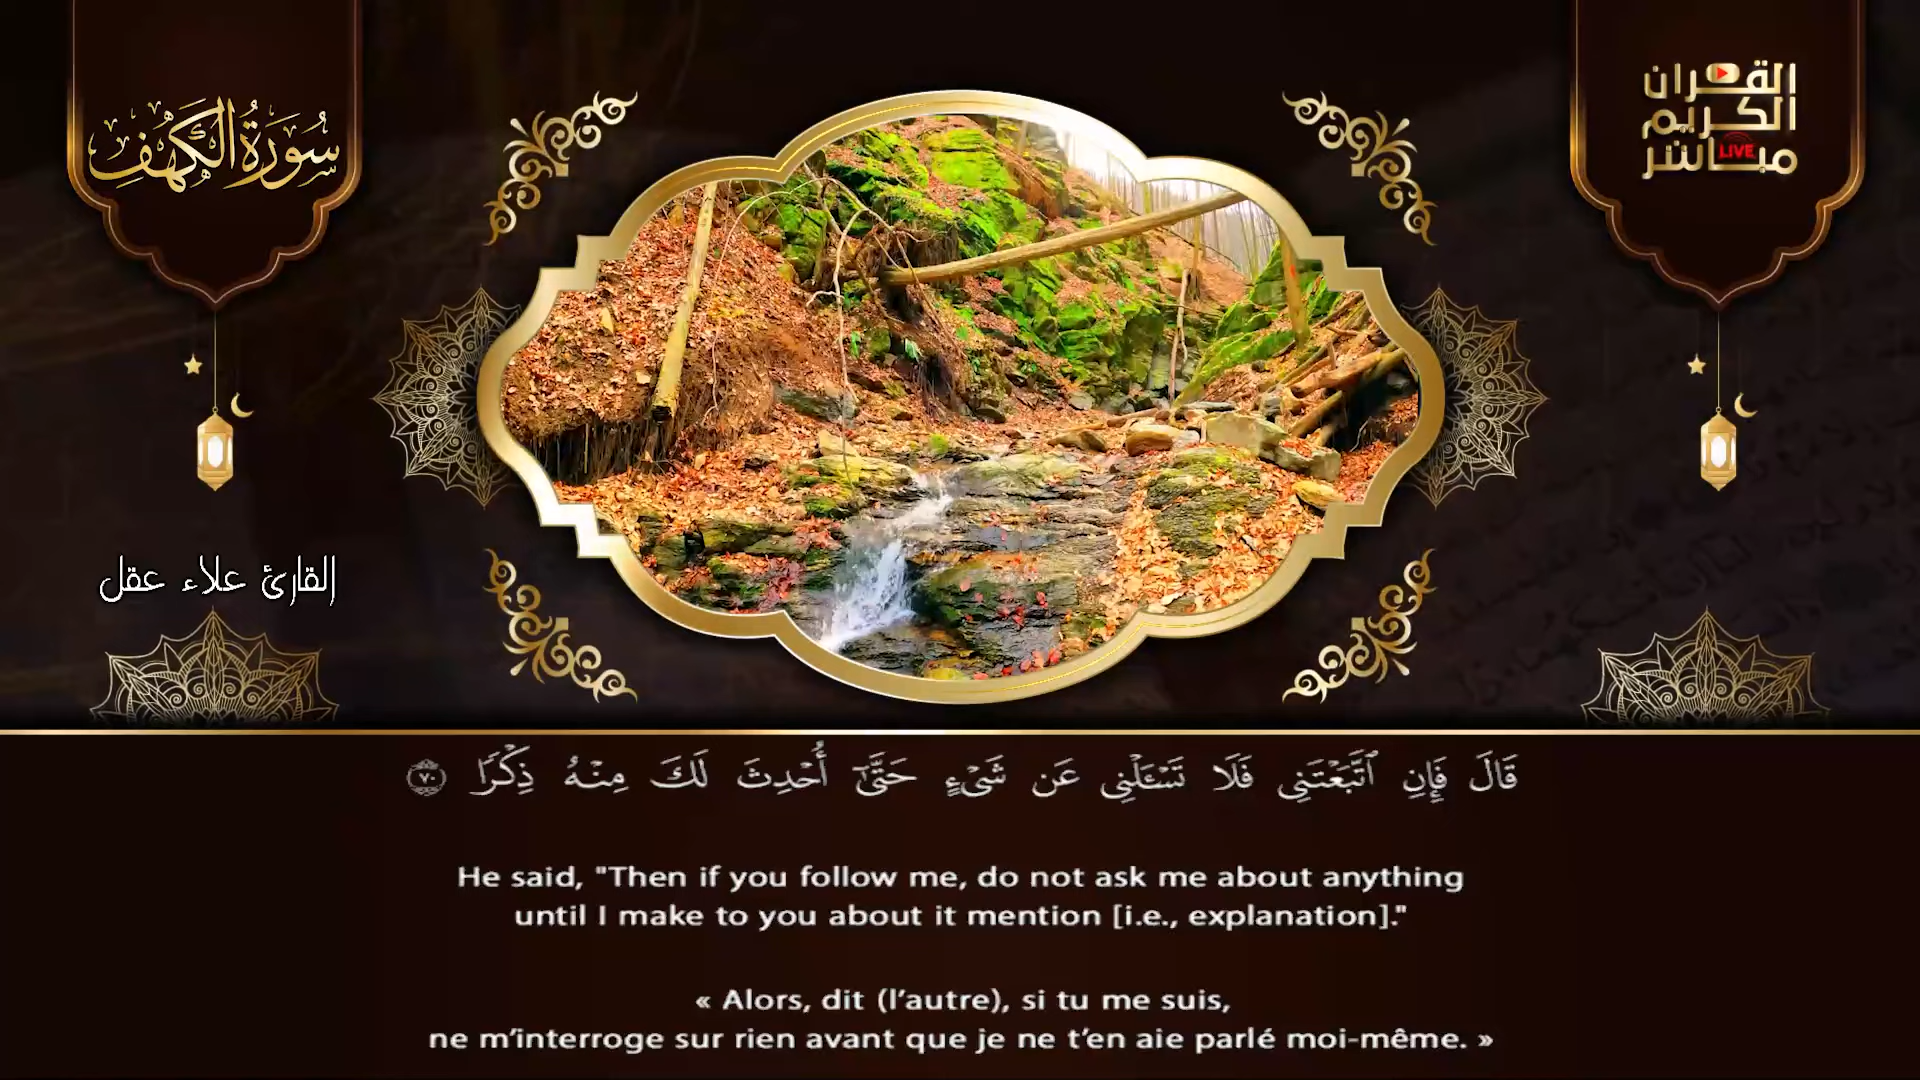 سُورَةُ الكَهْفِ
القرآن
الكريم
مباشر
LIVE
القارئ علاء عقل
قَالَ فَإِنِ ٱتَّبَعْتَنِى فَلَا تَسْـَٔلْنِى عَن شَىْءٍ حَتَّىٰٓ أُحْدِثَ لَكَ مِنْهُ ذِكْرًا ٧٠
He said, "Then if you follow me, do not ask me about anything
until I make to you about it mention [i.e., explanation]."
« Alors, dit (l’autre), si tu me suis,
ne m’interroge sur rien avant que je ne t’en aie parlé moi-même. »